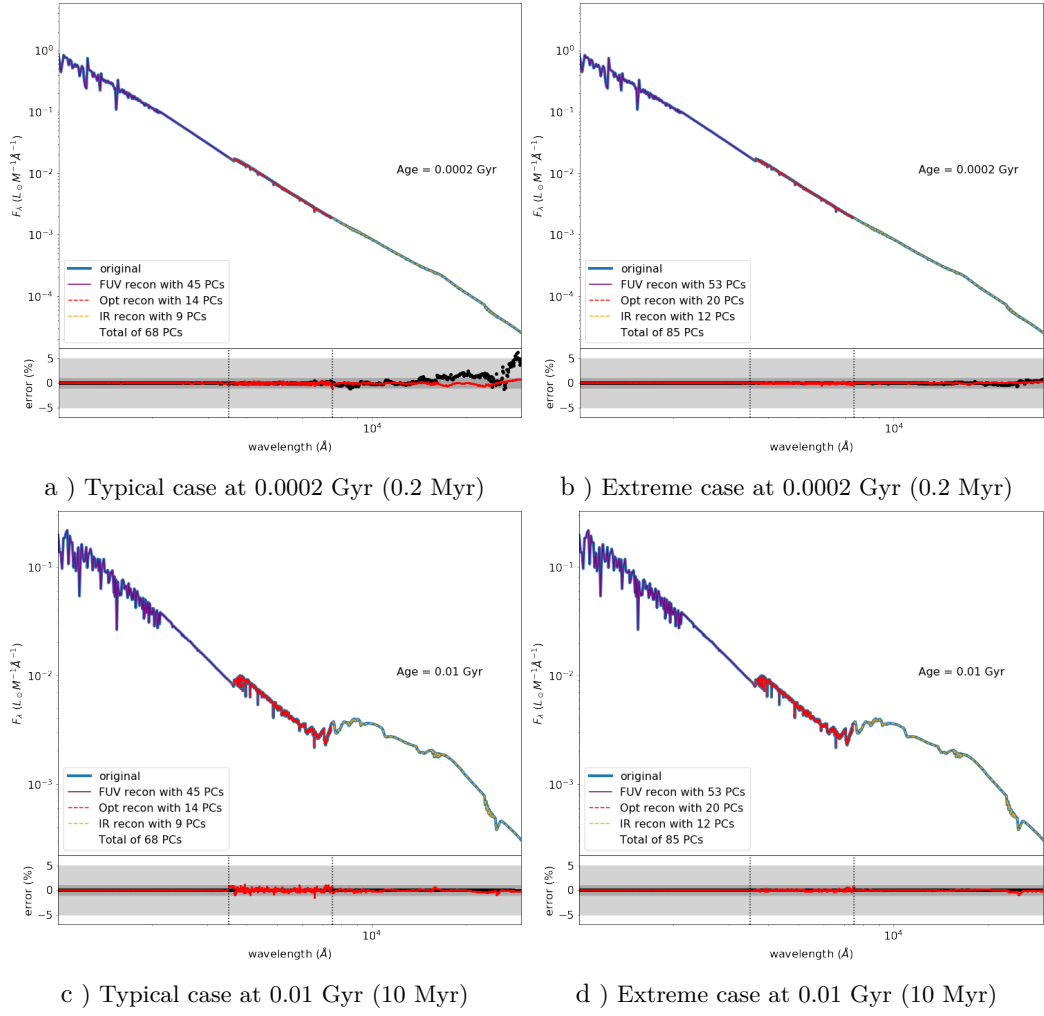 10⁰
10⁻¹
10⁻²
10⁻³
10⁻⁴
F_λ (L_⊙M⁻¹Å⁻¹)
Age = 0.0002 Gyr
original
FUV recon with 45 PCs
Opt recon with 14 PCs
IR recon with 9 PCs
Total of 68 PCs
5
0
−5
error (%)
10⁴
wavelength (Å)
a ) Typical case at 0.0002 Gyr (0.2 Myr)
10⁰
10⁻¹
10⁻²
10⁻³
10⁻⁴
F_λ (L_⊙M⁻¹Å⁻¹)
Age = 0.0002 Gyr
original
FUV recon with 53 PCs
Opt recon with 20 PCs
IR recon with 12 PCs
Total of 85 PCs
5
0
−5
error (%)
10⁴
wavelength (Å)
b ) Extreme case at 0.0002 Gyr (0.2 Myr)
10⁻¹
10⁻²
10⁻³
F_λ (L_⊙M⁻¹Å⁻¹)
Age = 0.01 Gyr
original
FUV recon with 45 PCs
Opt recon with 14 PCs
IR recon with 9 PCs
Total of 68 PCs
5
0
−5
error (%)
10⁴
wavelength (Å)
c ) Typical case at 0.01 Gyr (10 Myr)
10⁻¹
10⁻²
10⁻³
F_λ (L_⊙M⁻¹Å⁻¹)
Age = 0.01 Gyr
original
FUV recon with 53 PCs
Opt recon with 20 PCs
IR recon with 12 PCs
Total of 85 PCs
5
0
−5
error (%)
10⁴
wavelength (Å)
d ) Extreme case at 0.01 Gyr (10 Myr)